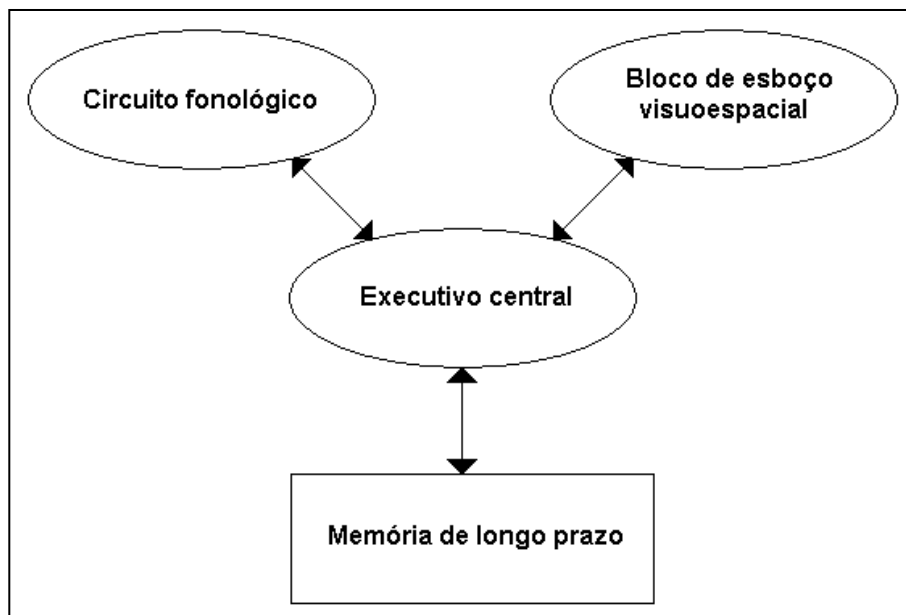 Circuito fonológico
Bloco de esboço
visuoespacial
Executivo central
Memória de longo prazo